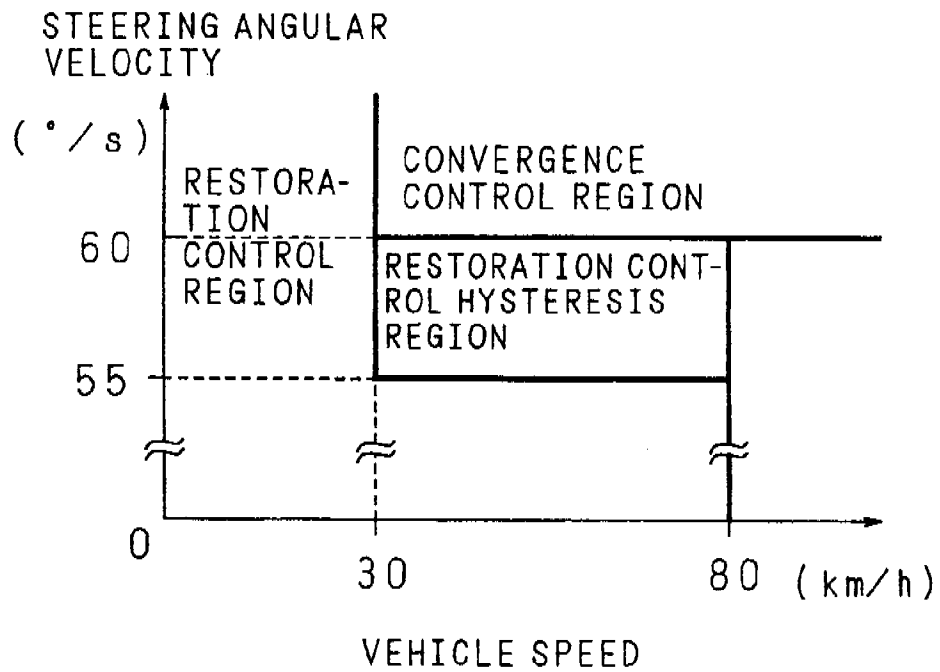 STEERING ANGULAR
VELOCITY
(°/s)
RESTORA-
TION
CONTROL
REGION
CONVERGENCE
CONTROL REGION
60
RESTORATION CONT-
ROL HYSTERESIS
REGION
55
0
30
80
(km/h)
VEHICLE SPEED